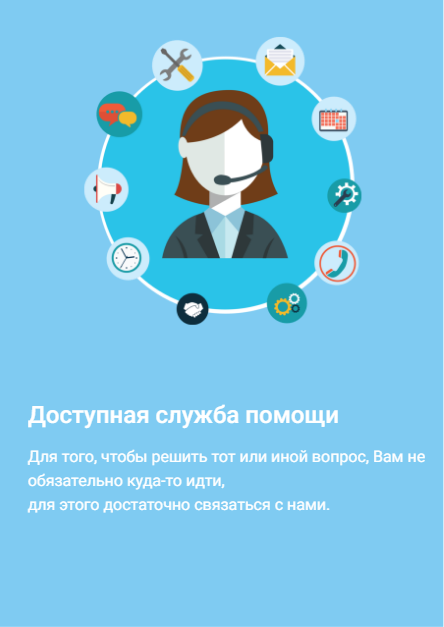 Доступная служба помощи
Для того, чтобы решить тот или иной вопрос, Вам не
обязательно куда-то идти,
для этого достаточно связаться с нами.